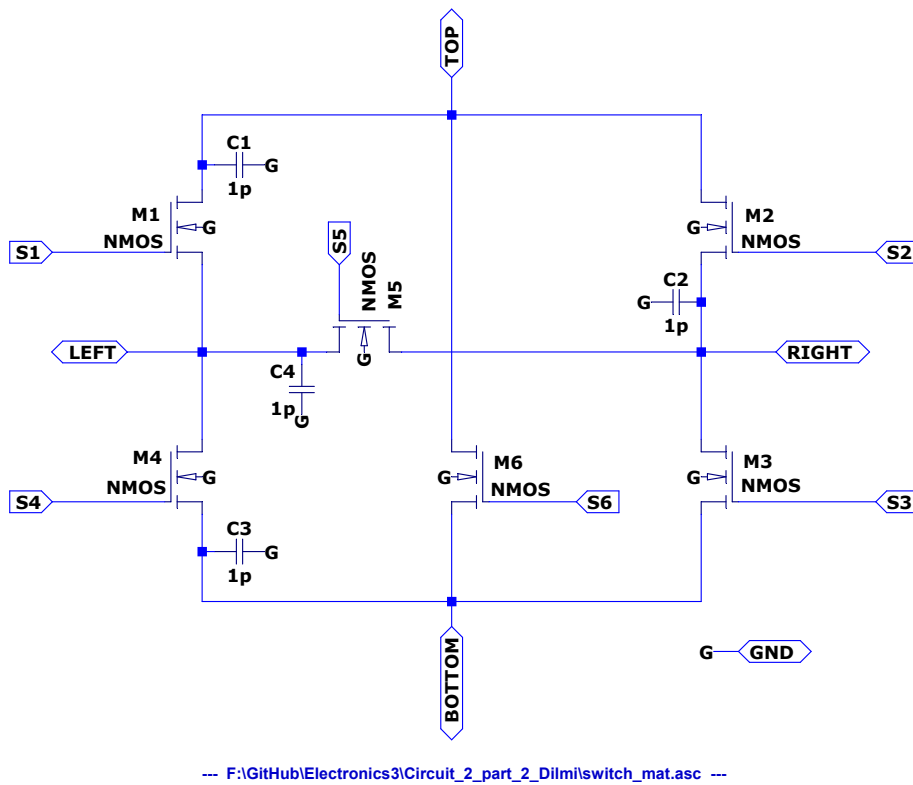 TOP
C1
G
1p
M1
G
NMOS
S1
M2
G
NMOS
S2
S5
NMOS
M5
G
C2
G
1p
LEFT
RIGHT
C4
1p
G
M4
G
NMOS
S4
M6
G
NMOS
S6
M3
G
NMOS
S3
C3
G
1p
BOTTOM
G
GND
--- F:\GitHub\Electronics3\Circuit_2_part_2_Dilmi\switch_mat.asc ---